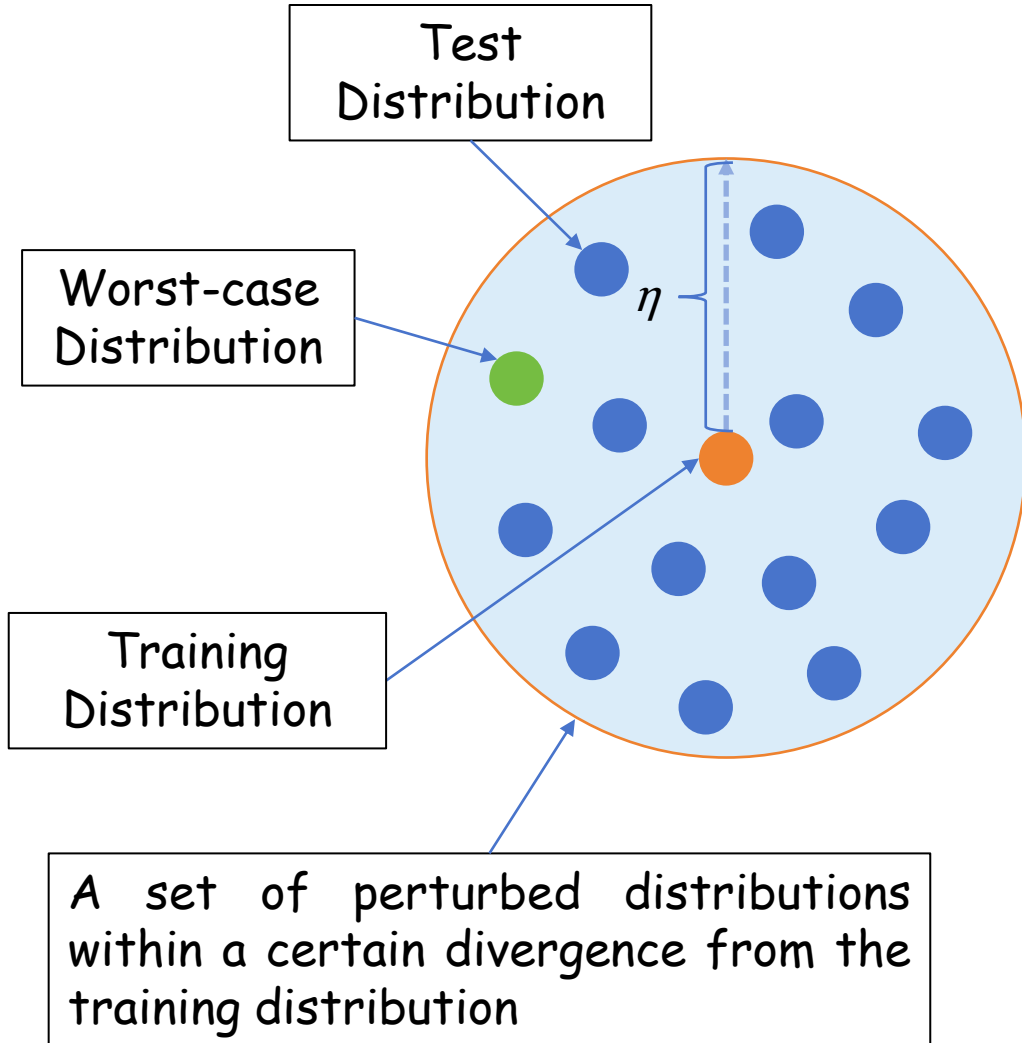 Test
Distribution
Worst-case
Distribution
η
Training
Distribution
A set of perturbed distributions
within a certain divergence from the
training distribution